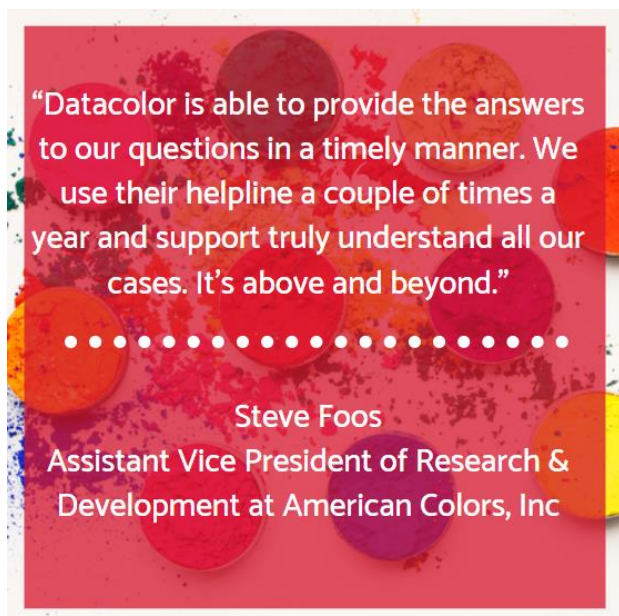 “Datacolor is able to provide the answers
to our questions in a timely manner. We
use their helpline a couple of times a
year and support truly understand all our
cases. It’s above and beyond.”
Steve Foos
Assistant Vice President of Research &
Development at American Colors, Inc